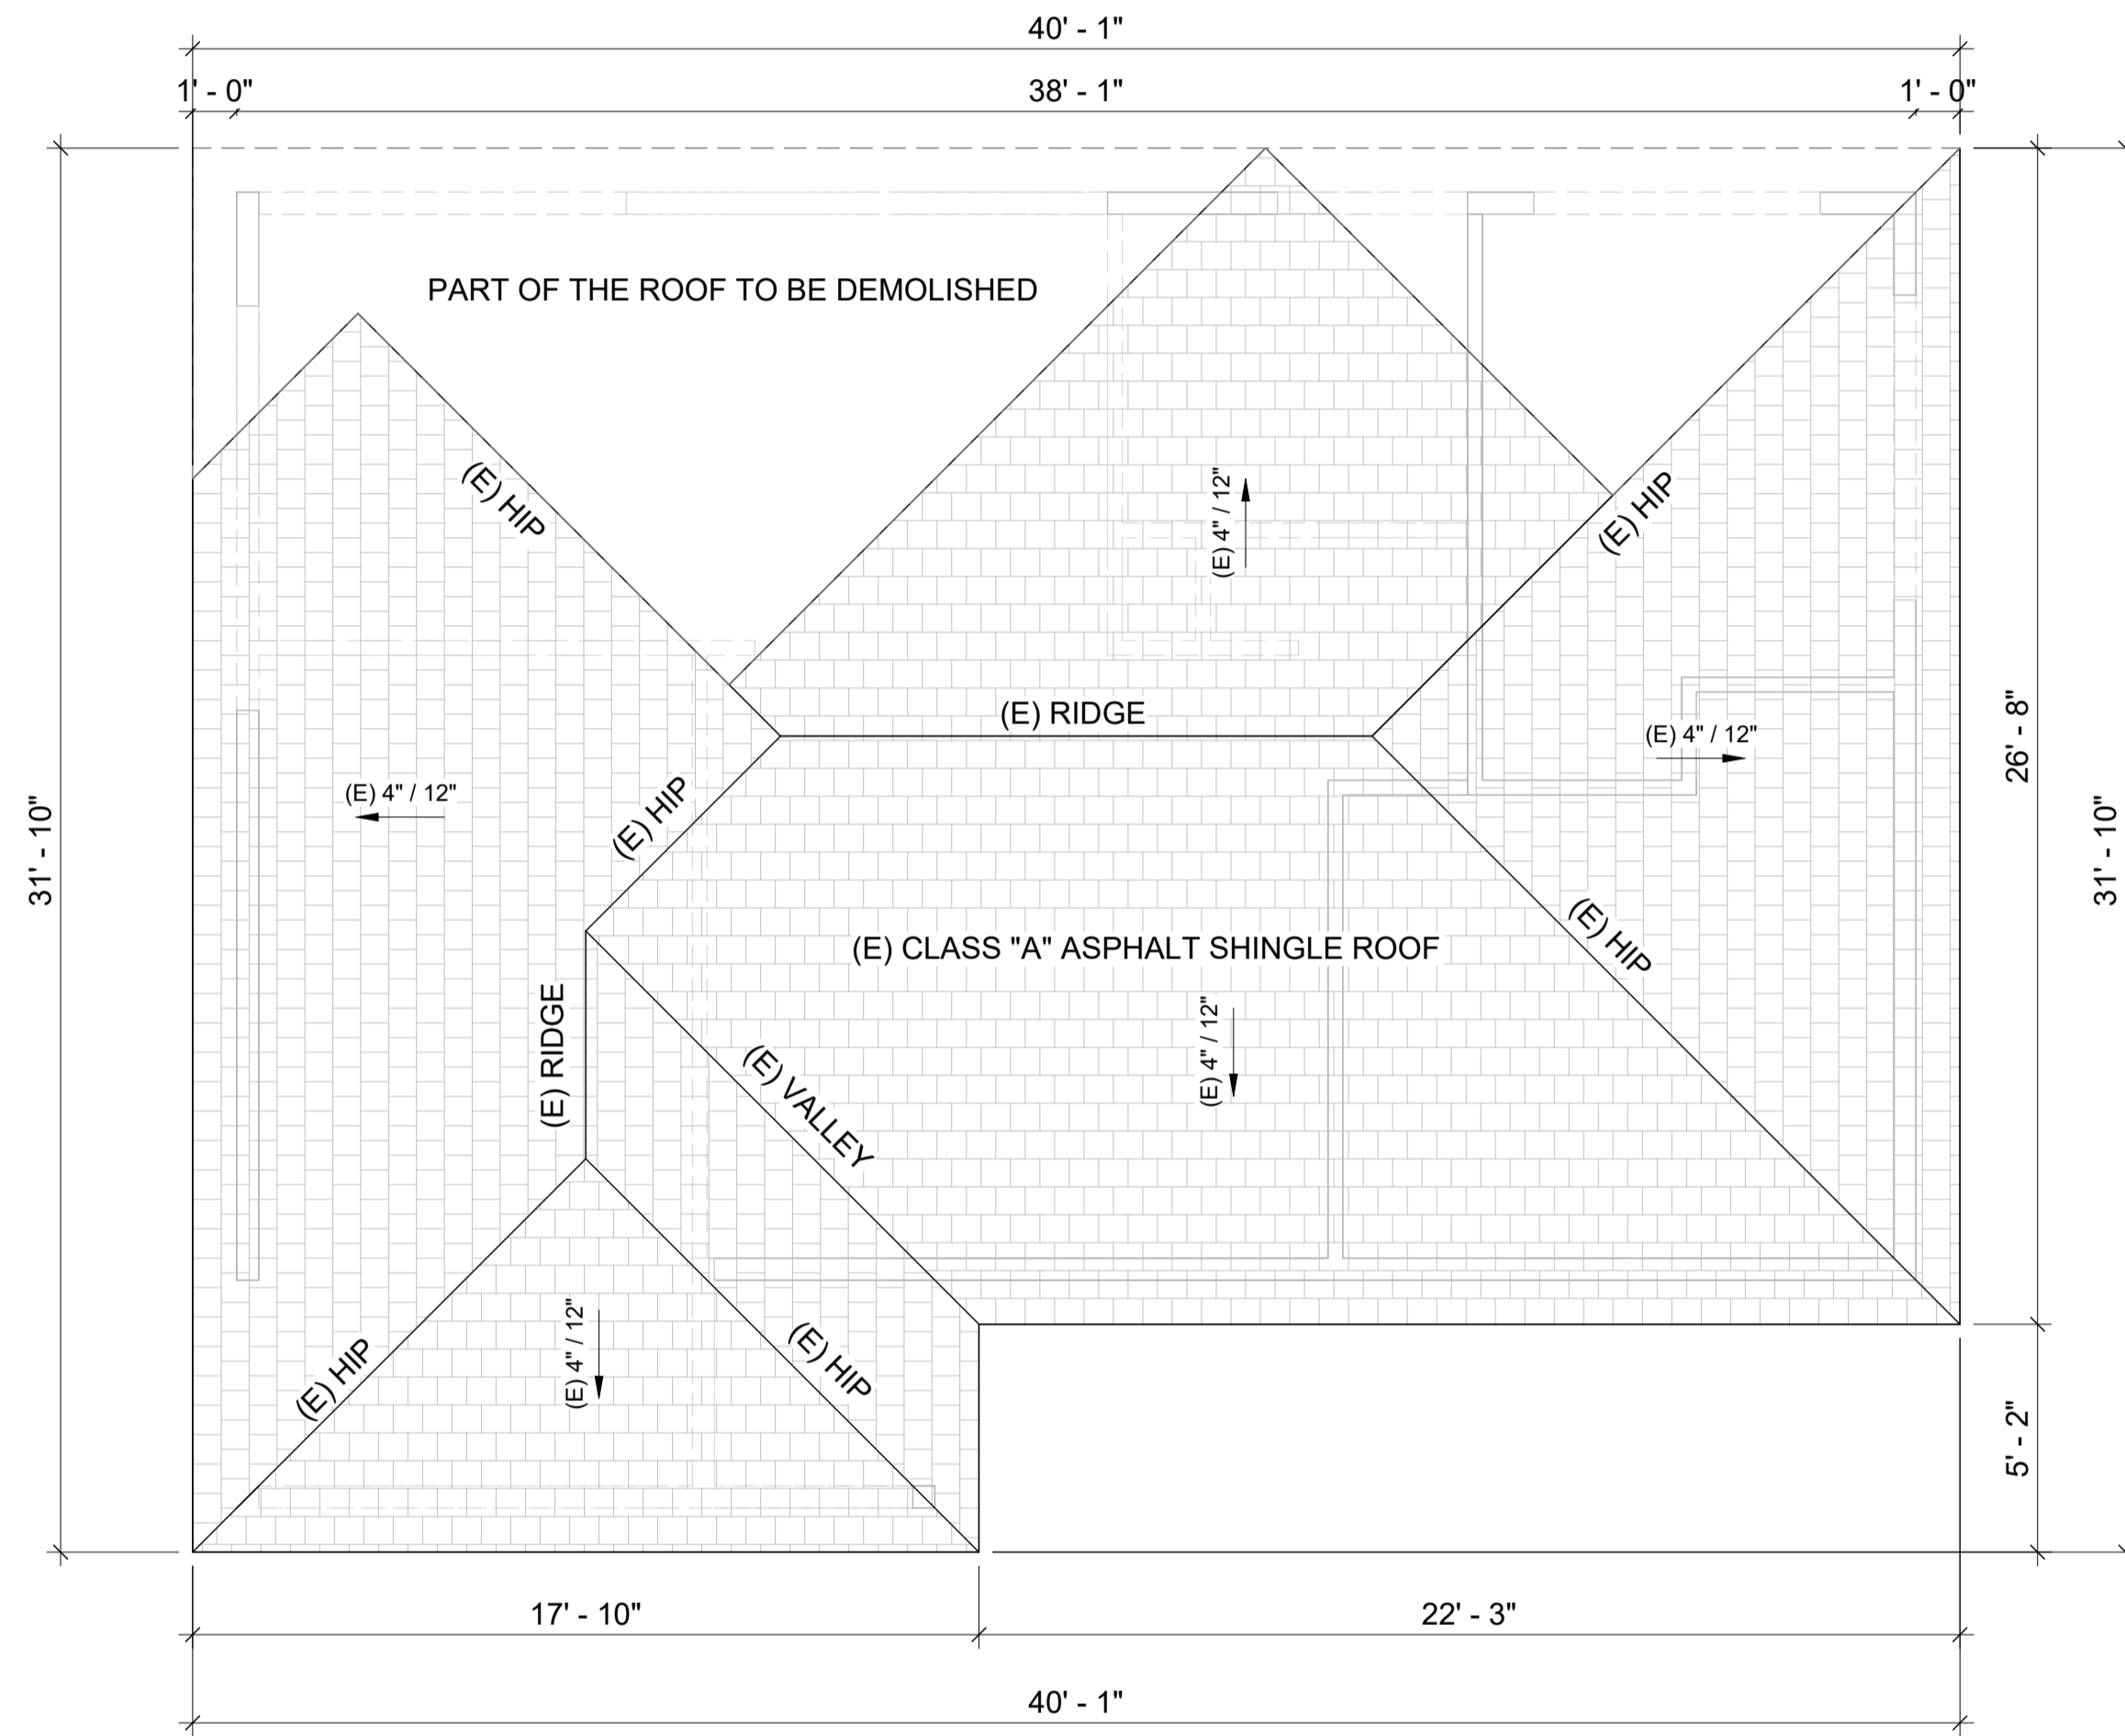 40' - 1"
1' - 0"
38' - 1"
1' - 0"
PART OF THE ROOF TO BE DEMOLISHED
(E) HIP
(E) 4" / 12"
(E) HIP
(E) RIDGE
(E) 4" / 12"
26' - 8"
(E) HIP
(E) 4" / 12"
31' - 10"
31' - 10"
(E) CLASS "A" ASPHALT SHINGLE ROOF
(E) HIP
(E) RIDGE
(E) VALLEY
(E) 4" / 12"
(E) HIP
(E) 4" / 12"
(E) HIP
5' - 2"
17' - 10"
22' - 3"
40' - 1"